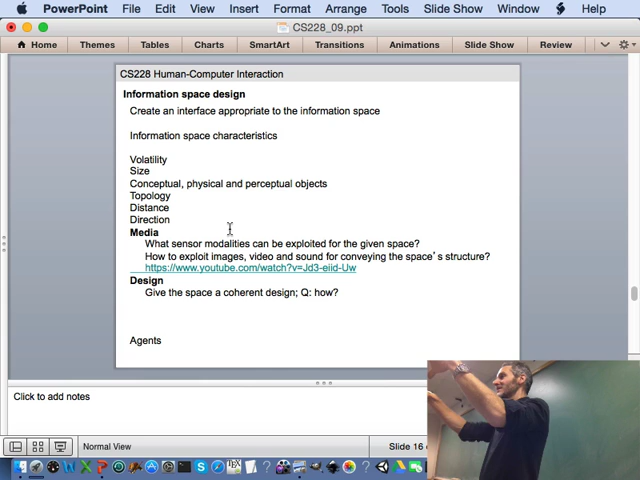 PowerPoint File Edit View Insert Format Arrange Tools Slide Show Window Help
CS228_09.ppt
Home Themes Tables Charts SmartArt Transitions Animations Slide Show Review
CS228 Human-Computer Interaction
Information space design
Create an interface appropriate to the information space
Information space characteristics
Volatility
Size
Conceptual, physical and perceptual objects
Topology
Distance
Direction
Media
What sensor modalities can be exploited for the given space?
How to exploit images, video and sound for conveying the space's structure?
https://www.youtube.com/watch?v=Jd3-eiid-Uw
Design
Give the space a coherent design; Q: how?
Agents
Click to add notes
Normal View
Slide 16 o